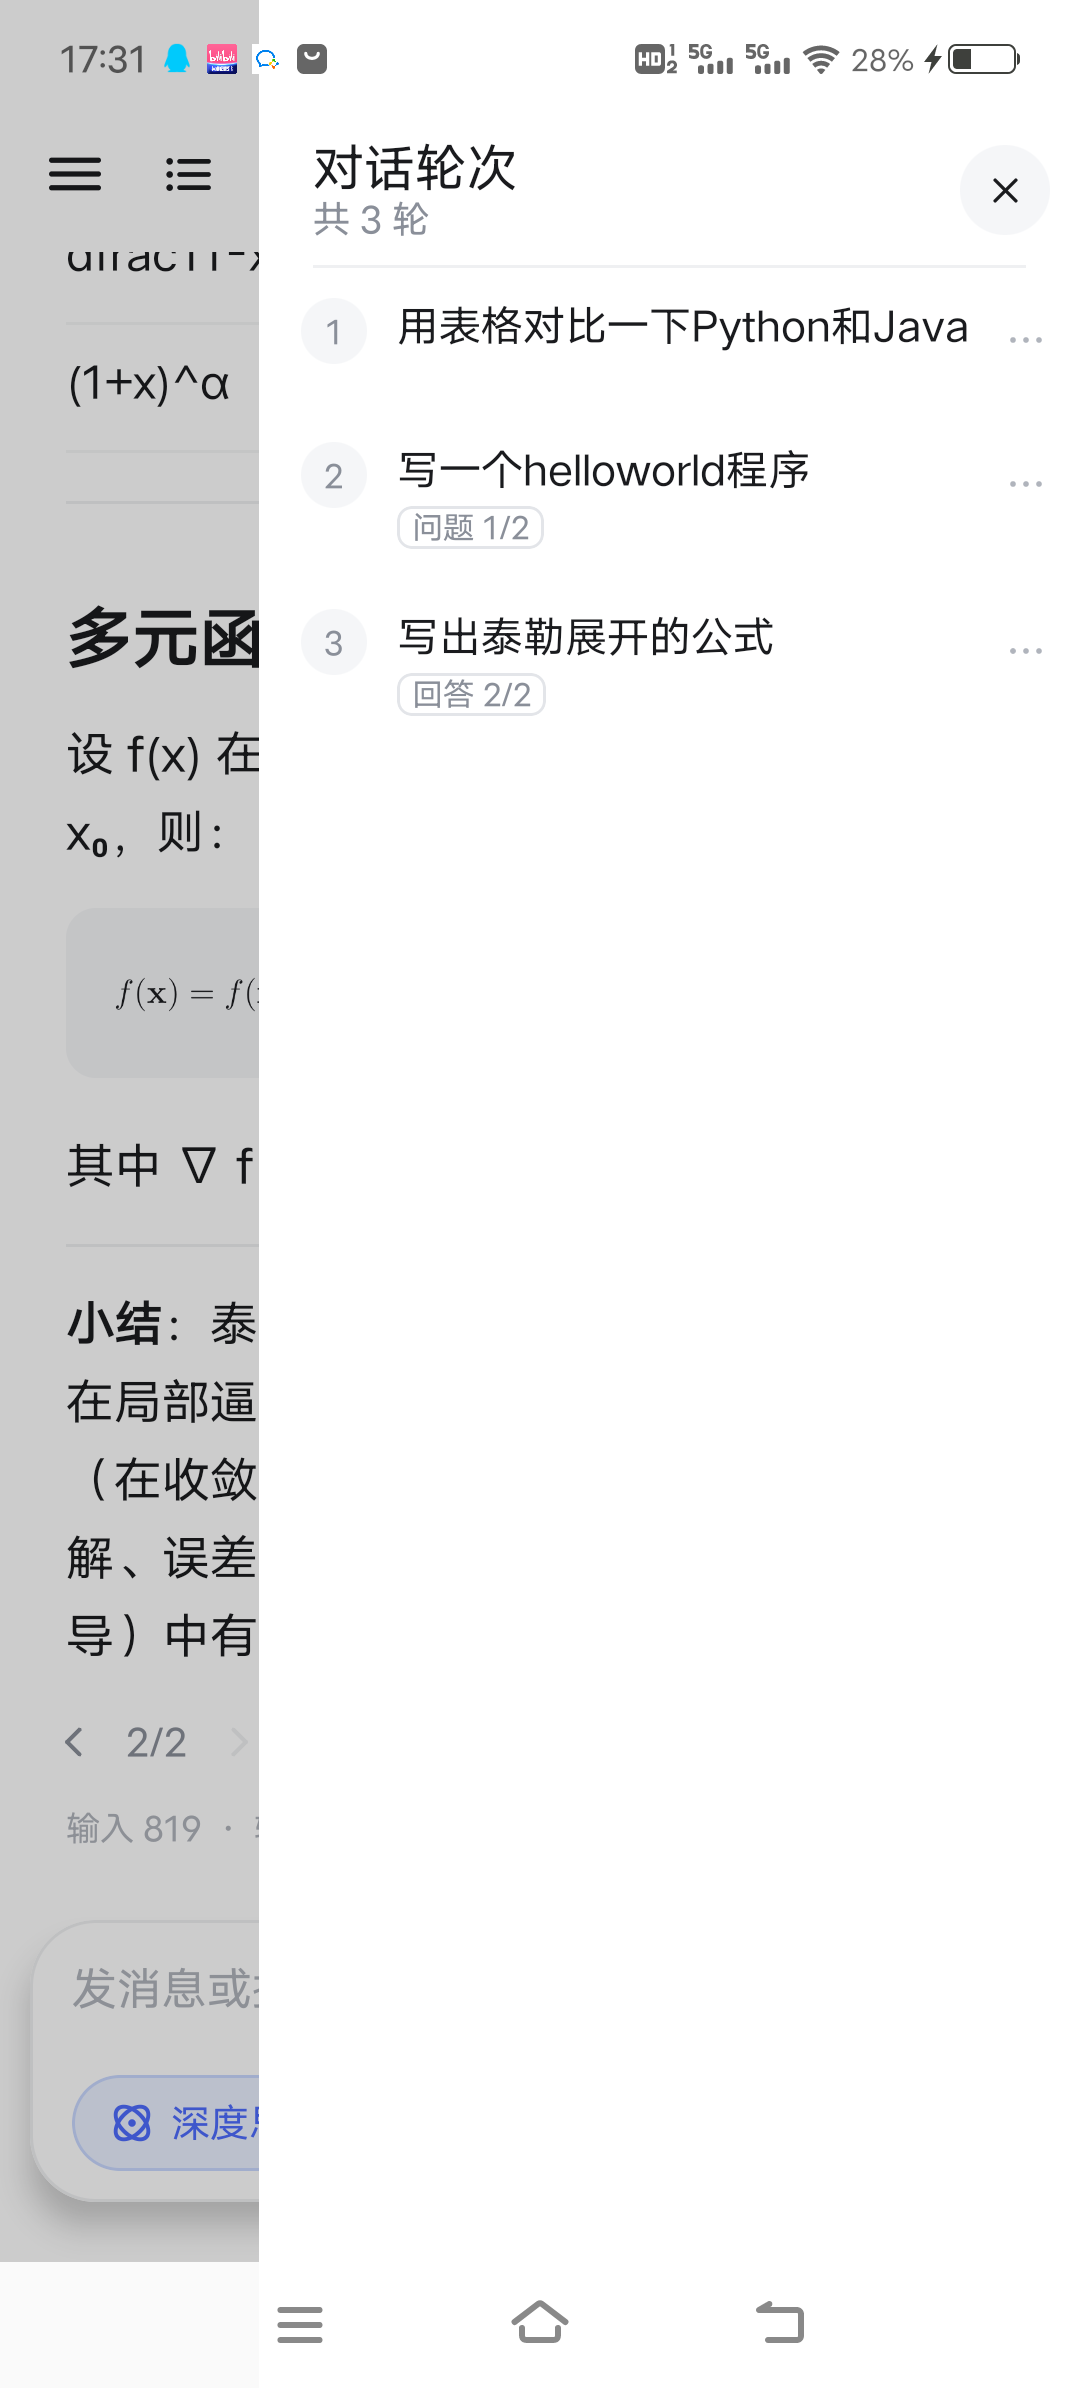 17:31
HD 1 2 5G 5G 28%
对话轮次
共 3 轮
1 用表格对比一下Python和Java ...
2 写一个helloworld程序 ...
问题 1/2
3 写出泰勒展开的公式 ...
回答 2/2
(1+x)^α
多元函
设 f(x) 在
x₀，则：
f(x) = f(
其中 ∇ f
小结：泰
在局部逼
（在收敛
解、误差
导）中有
2/2
输入 819 ·
发消息或
深度